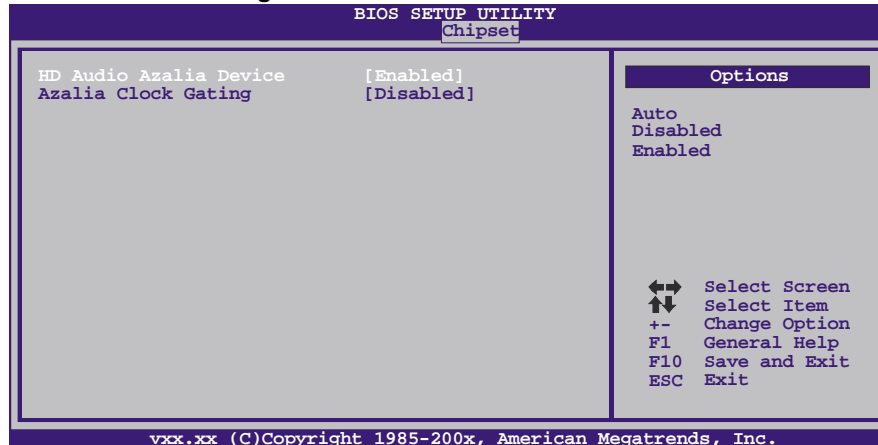 BIOS SETUP UTILITY
Chipset
HD Audio Azalia Device [Enabled]
Azalia Clock Gating [Disabled]
Options
Auto
Disabled
Enabled
Select Screen
Select Item
+- Change Option
F1 General Help
F10 Save and Exit
ESC Exit
vxx.xx (C)Copyright 1985-200x, American Megatrends, Inc.